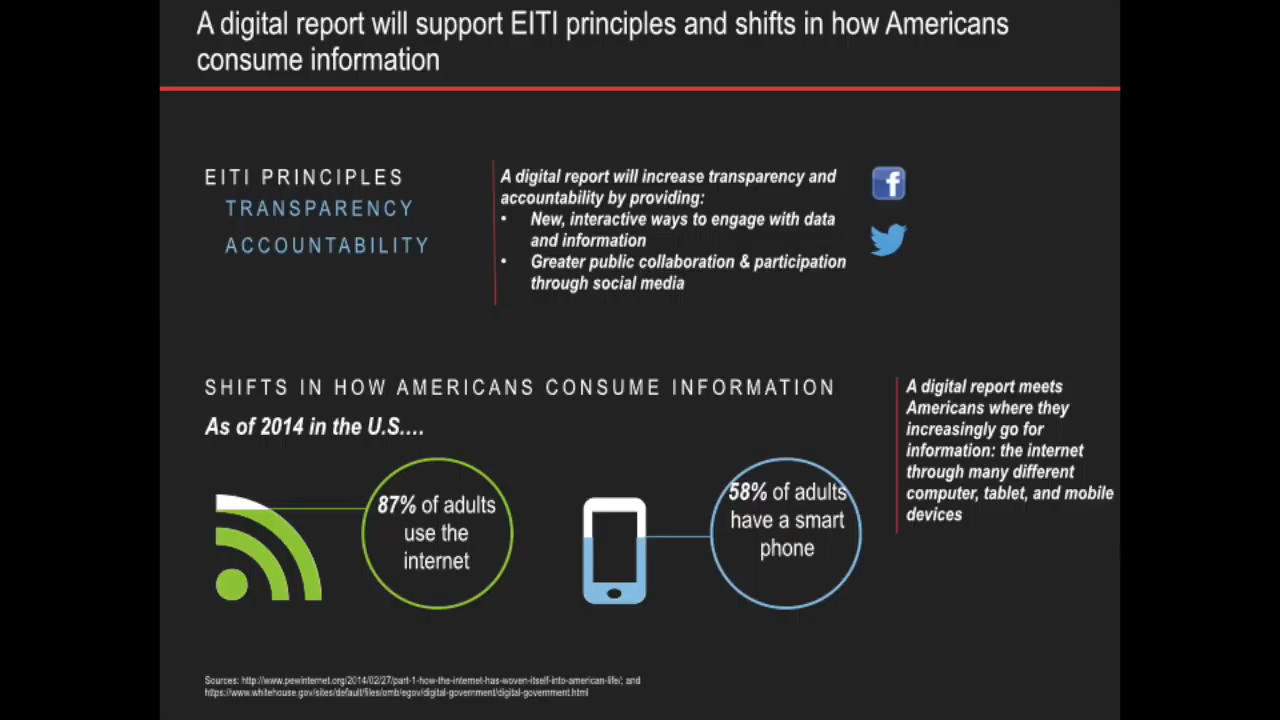 A digital report will support EITI principles and shifts in how Americans
consume information
EITI PRINCIPLES
TRANSPARENCY
ACCOUNTABILITY
A digital report will increase transparency and
accountability by providing:
• New, interactive ways to engage with data
and information
• Greater public collaboration & participation
through social media
f
SHIFTS IN HOW AMERICANS CONSUME INFORMATION
As of 2014 in the U.S....
87% of adults
use the
internet
58% of adults
have a smart
phone
A digital report meets
Americans where they
increasingly go for
information: the internet
through many different
computer, tablet, and mobile
devices
Sources: http://www.pewinternet.org/2014/02/27/part-1-how-the-internet-has-woven-itself-into-american-life/; and
https://www.whitehouse.gov/sites/default/files/omb/egov/digital-government/digital-government.html